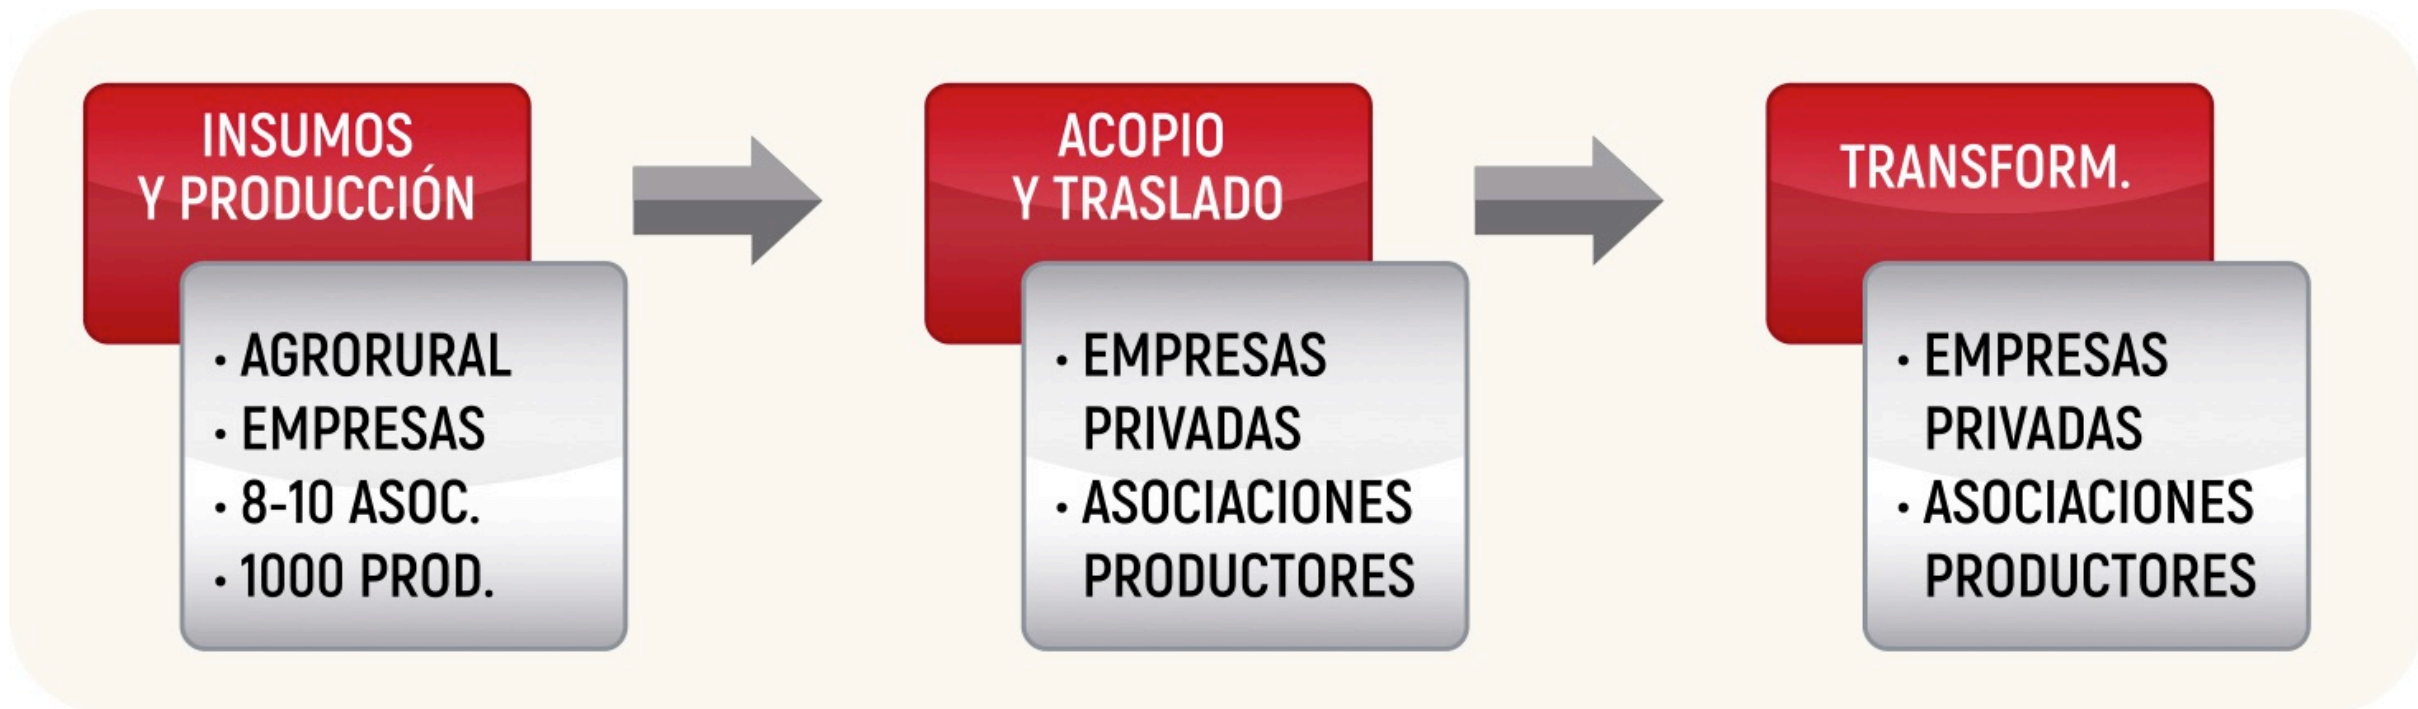 INSUMOS
Y PRODUCCIÓN
· AGRORURAL
· EMPRESAS
· 8-10 ASOC.
· 1000 PROD.
ACOPIO
Y TRASLADO
· EMPRESAS
PRIVADAS
· ASOCIACIONES
PRODUCTORES
TRANSFORM.
· EMPRESAS
PRIVADAS
· ASOCIACIONES
PRODUCTORES